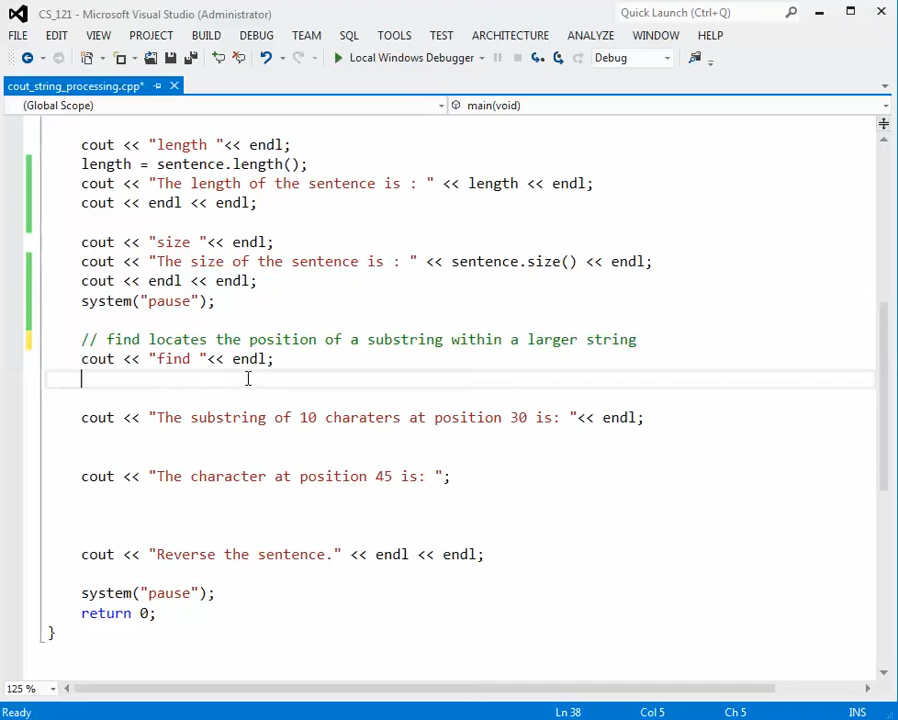 CS_121 - Microsoft Visual Studio (Administrator)
Quick Launch (Ctrl+Q)
FILE EDIT VIEW PROJECT BUILD DEBUG TEAM SQL TOOLS TEST ARCHITECTURE ANALYZE WINDOW HELP
Local Windows Debugger Debug
cout_string_processing.cpp*
(Global Scope) main(void)
cout << "length "<< endl;
length = sentence.length();
cout << "The length of the sentence is : " << length << endl;
cout << endl << endl;
cout << "size "<< endl;
cout << "The size of the sentence is : " << sentence.size() << endl;
cout << endl << endl;
system("pause");
// find locates the position of a substring within a larger string
cout << "find "<< endl;
cout << "The substring of 10 charaters at position 30 is: "<< endl;
cout << "The character at position 45 is: ";
cout << "Reverse the sentence." << endl << endl;
system("pause");
return 0;
}
125 %
Ready Ln 38 Col 5 Ch 5 INS